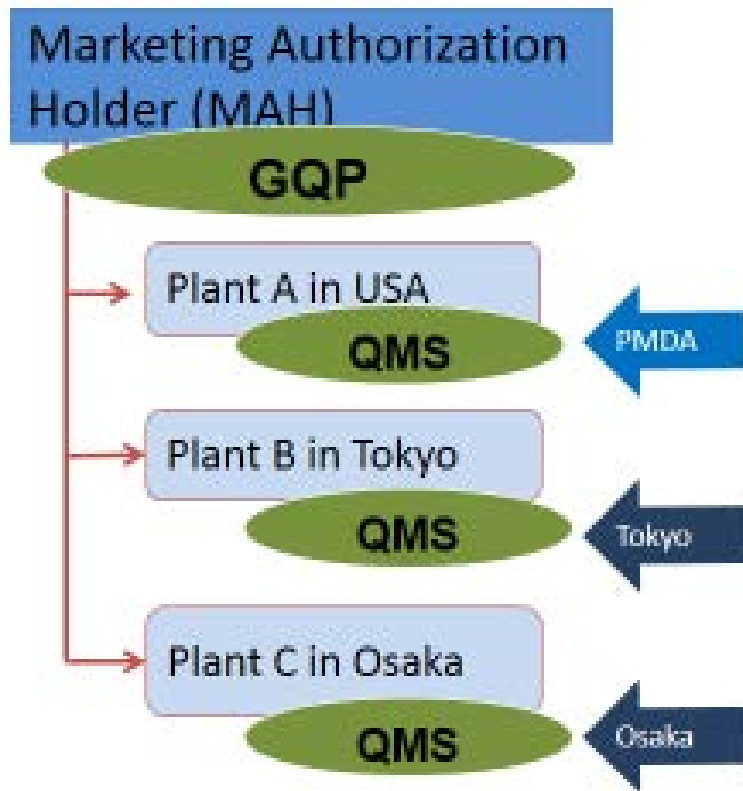 Marketing Authorization
Holder (MAH)
GQP
Plant A in USA
QMS
PMDA
Plant B in Tokyo
QMS
Tokyo
Plant C in Osaka
QMS
Osaka